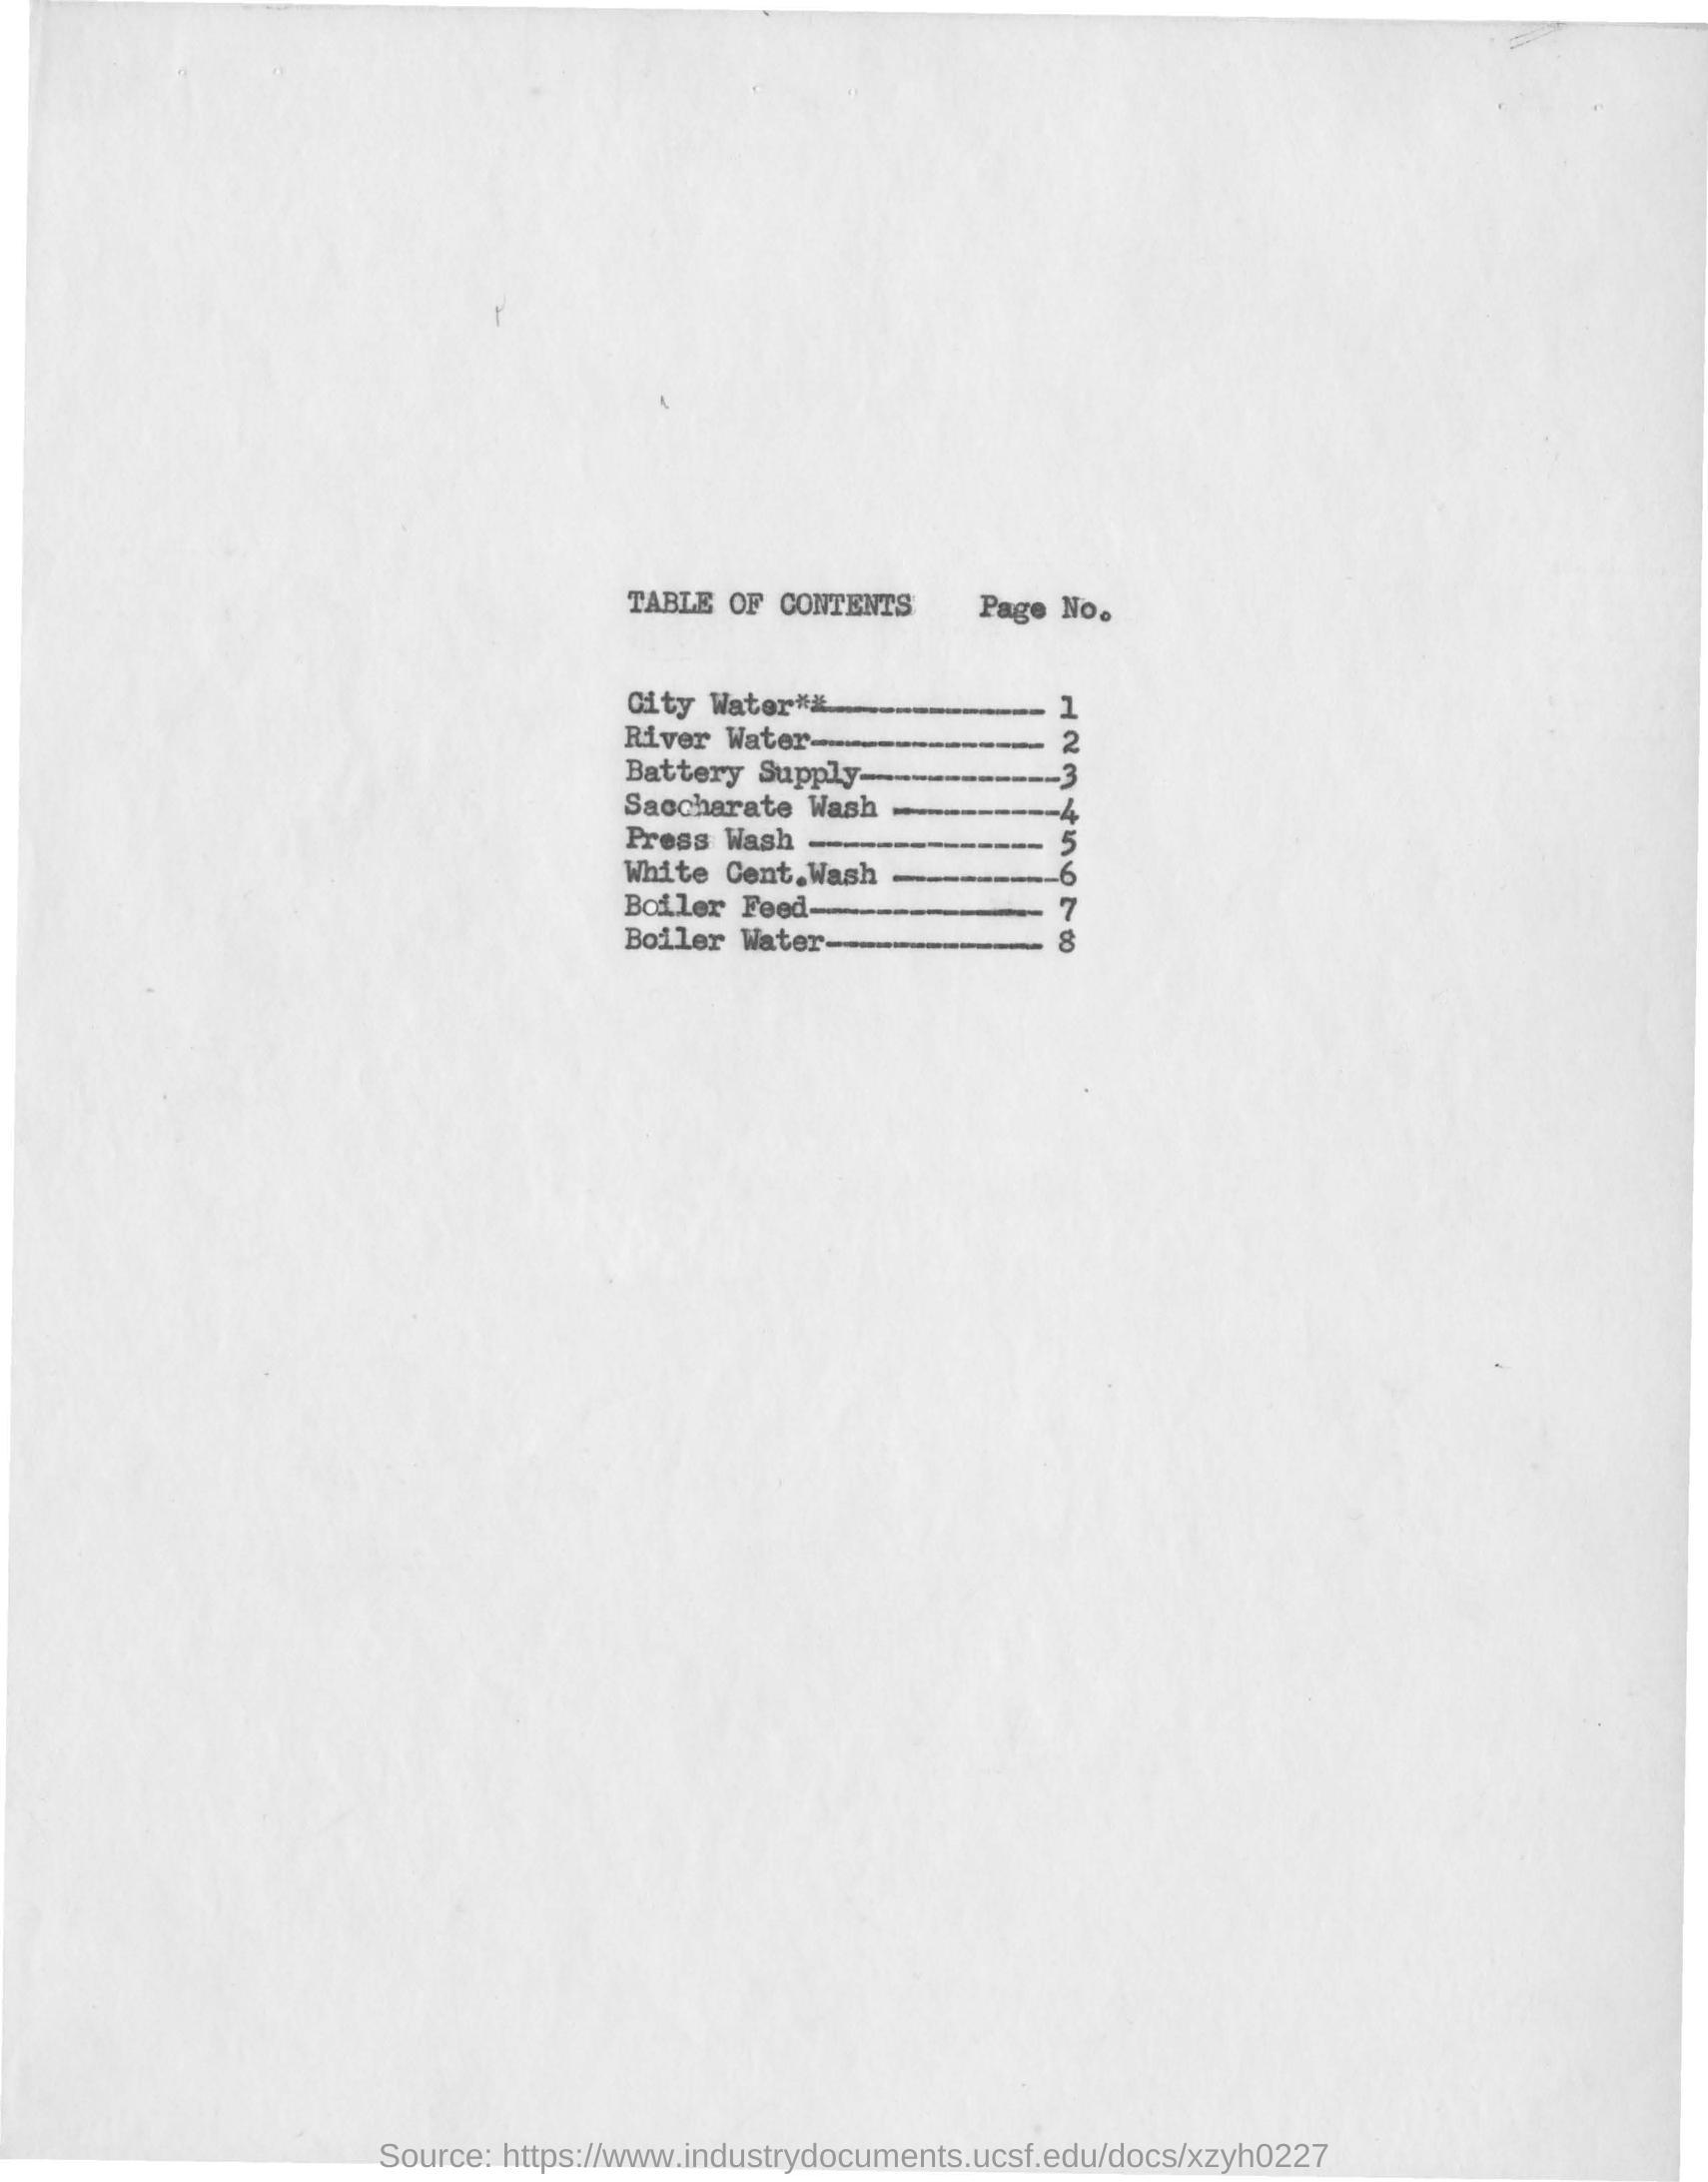 TABLE OF CONTENTS Page No.
City Water**---------------- 1
River Water----------------- 2
Battery Supply--------------3
Saccharate Wash ------------4
Press Wash ----------------- 5
White Cent.Wash ------------6
Boiler Feed----------------- 7
Boiler Water---------------- 8
Source: https://www.industrydocuments.ucsf.edu/docs/xzyh0227